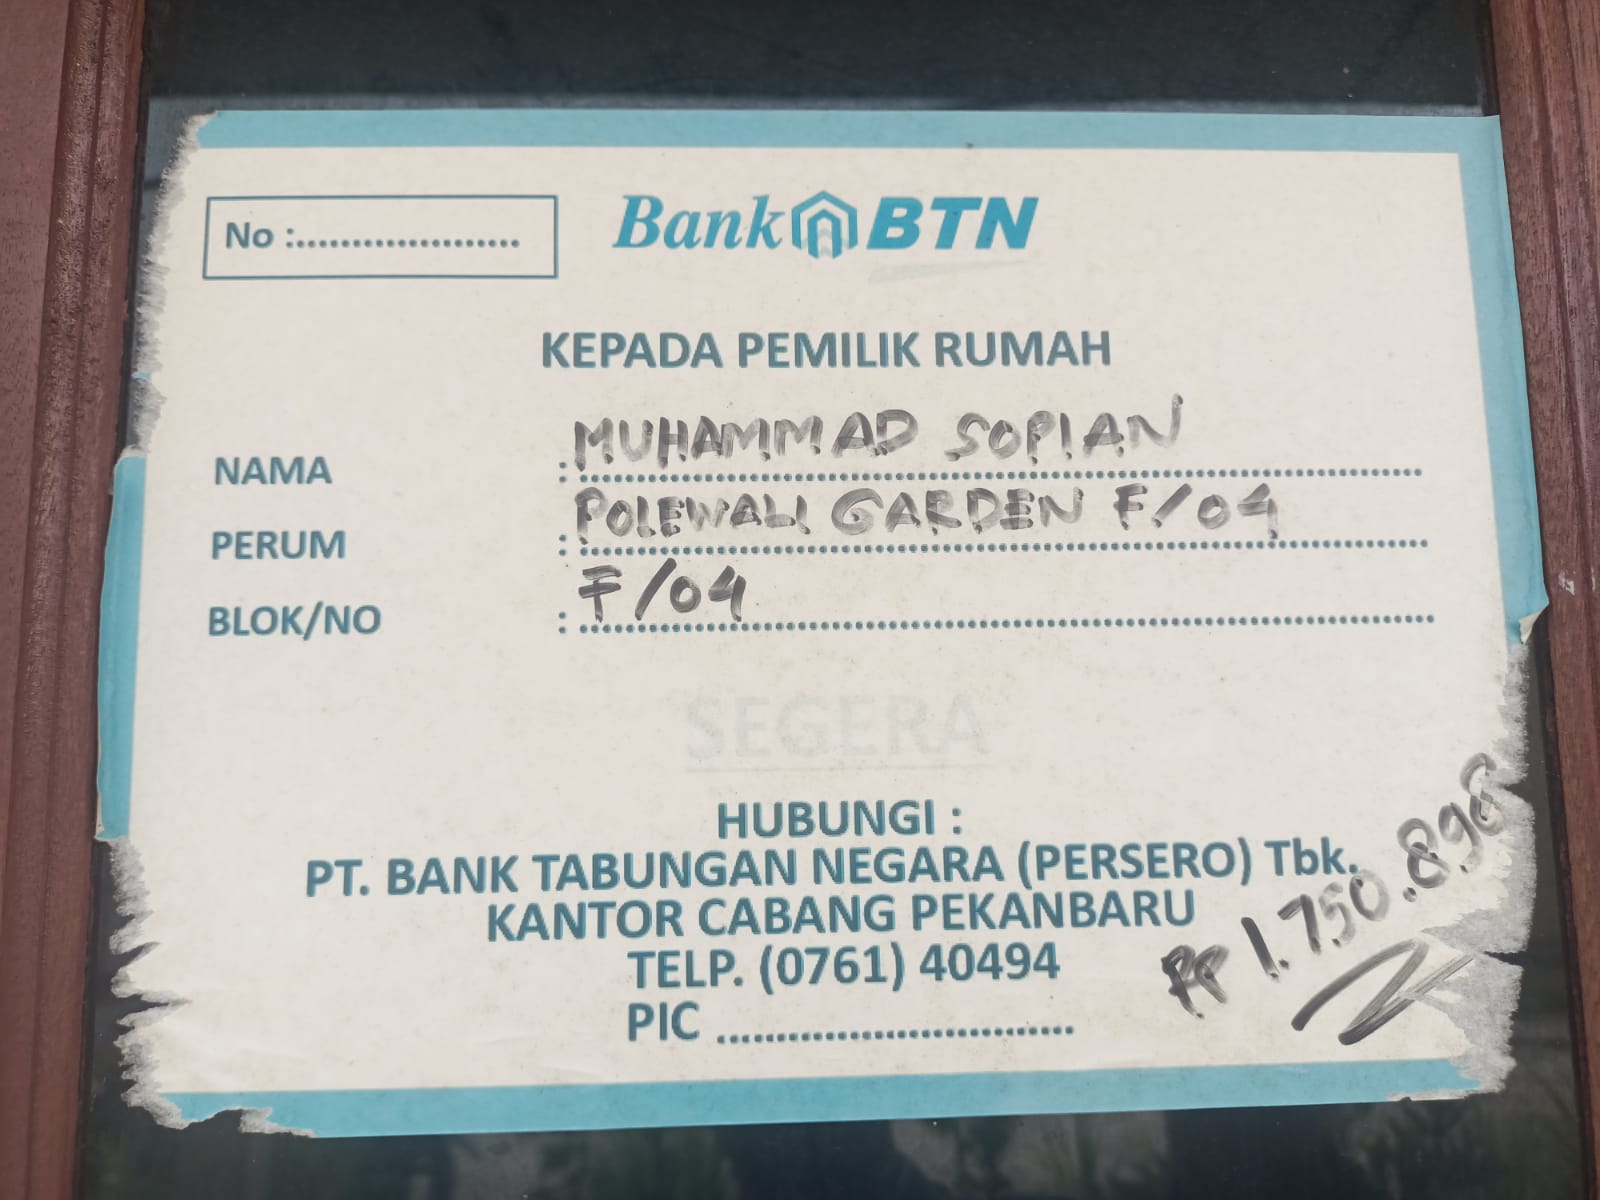 No :....................
Bank BTN
KEPADA PEMILIK RUMAH
NAMA : MUHAMMAD SOPIAN
PERUM : POLEWALI GARDEN F/04
BLOK/NO : F/04
SEGERA
HUBUNGI :
PT. BANK TABUNGAN NEGARA (PERSERO) Tbk.
KANTOR CABANG PEKANBARU
TELP. (0761) 40494
PIC ..............................
Rp 1.750.898